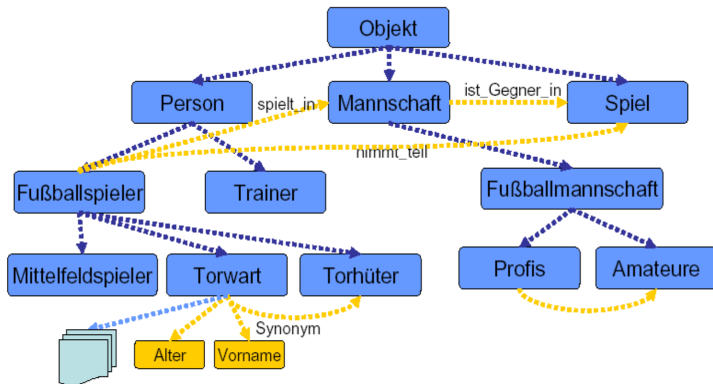 Objekt
Person
spielt_in
Mannschaft
ist_Gegner_in
Spiel
nimmt_teil
Fußballspieler
Trainer
Fußballmannschaft
Mittelfeldspieler
Torwart
Torhüter
Profis
Amateure
Synonym
Alter
Vorname